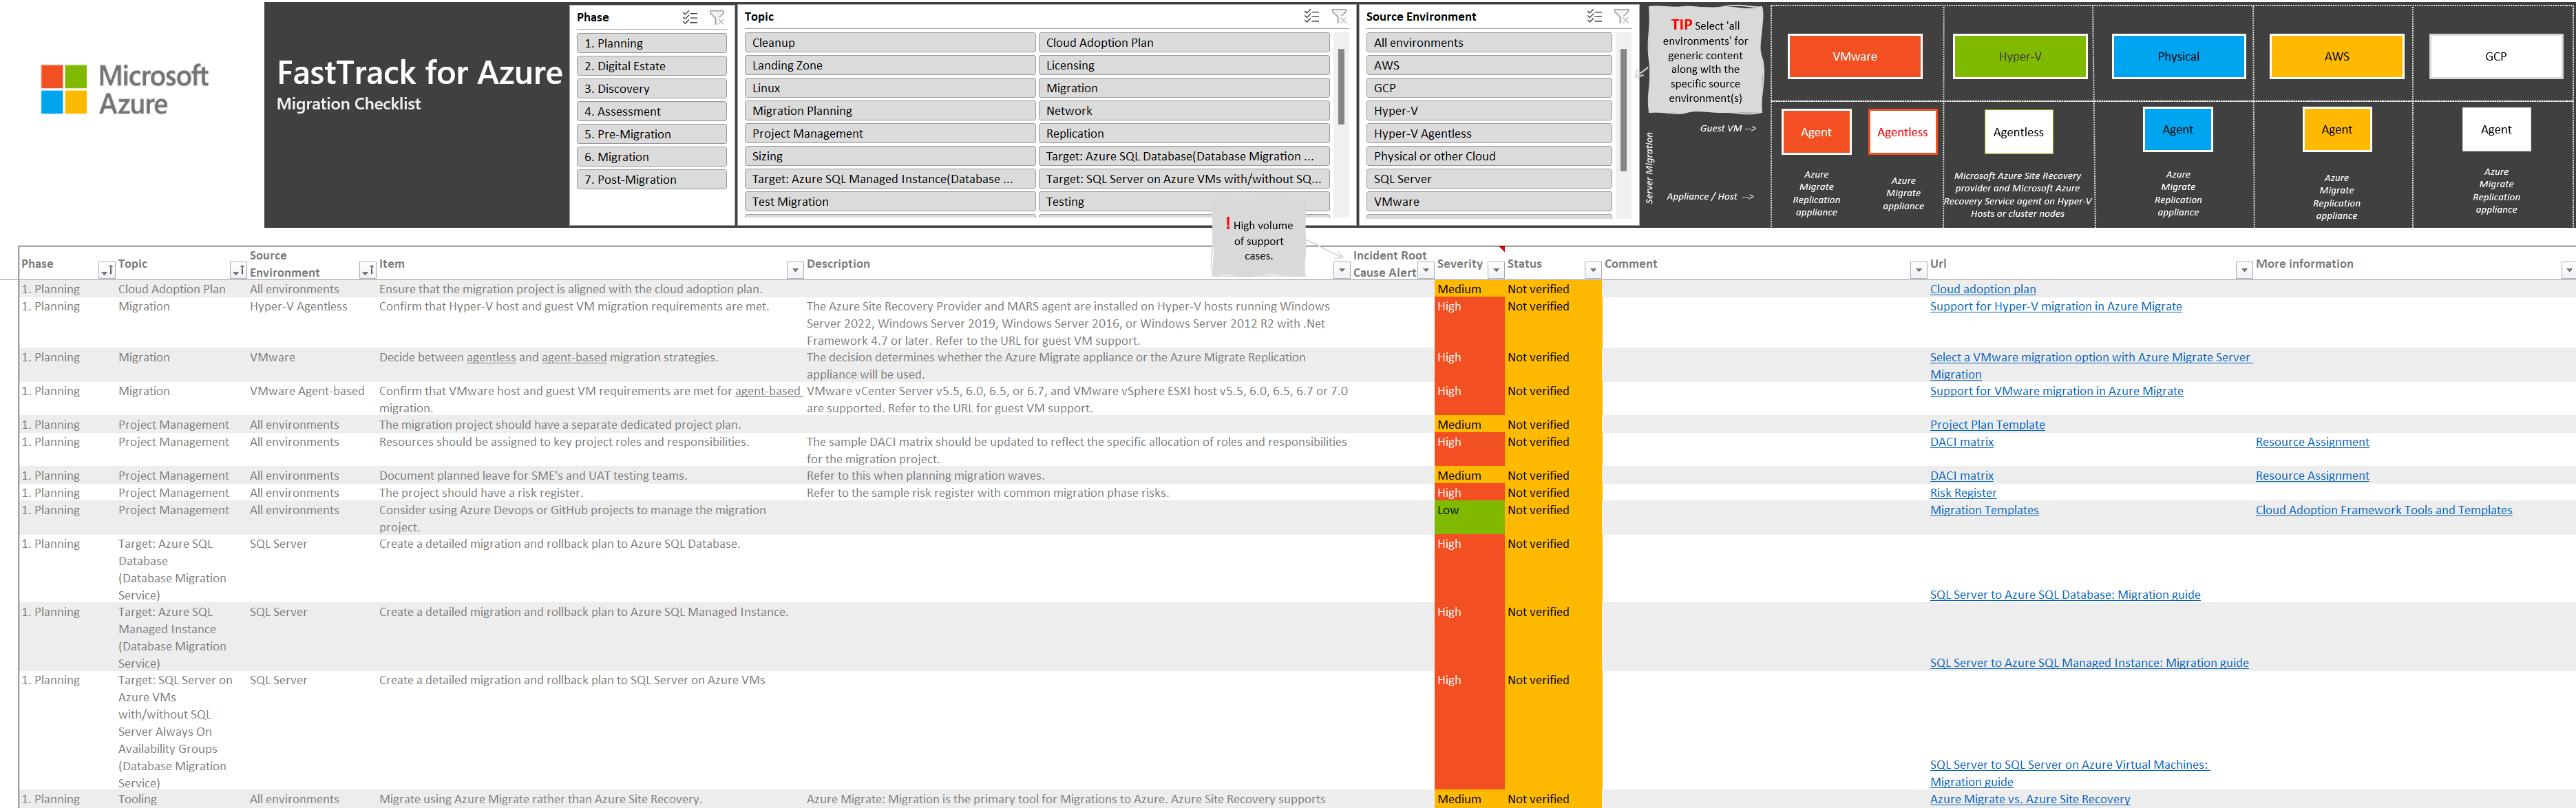 Microsoft
Azure
FastTrack for Azure
Migration Checklist
Phase
1. Planning
2. Digital Estate
3. Discovery
4. Assessment
5. Pre-Migration
6. Migration
7. Post-Migration
Topic
Cleanup
Cloud Adoption Plan
Landing Zone
Licensing
Linux
Migration
Migration Planning
Network
Project Management
Replication
Sizing
Target: Azure SQL Database(Database Migration ...
Target: Azure SQL Managed Instance(Database ...
Target: SQL Server on Azure VMs with/without SQ...
Test Migration
Testing
Source Environment
All environments
AWS
GCP
Hyper-V
Hyper-V Agentless
Physical or other Cloud
SQL Server
VMware
TIP Select 'all
environments' for
generic content
along with the
specific source
environment(s)
Server Migration
Guest VM -->
Appliance / Host -->
VMware
Hyper-V
Physical
AWS
GCP
Agent
Agentless
Agentless
Agent
Agent
Agent
Azure
Migrate
Replication
appliance
Azure
Migrate
appliance
Microsoft Azure Site Recovery
provider and Microsoft Azure
Recovery Service agent on Hyper-V
Hosts or cluster nodes
Azure
Migrate
Replication
appliance
Azure
Migrate
Replication
appliance
Azure
Migrate
Replication
appliance
! High volume
of support
cases.
Phase
Topic
Source
Environment
Item
Description
Incident Root
Cause Alert
Severity
Status
Comment
Url
More information
1. Planning
Cloud Adoption Plan
All environments
Ensure that the migration project is aligned with the cloud adoption plan.
Medium
Not verified
Cloud adoption plan
1. Planning
Migration
Hyper-V Agentless
Confirm that Hyper-V host and guest VM migration requirements are met.
The Azure Site Recovery Provider and MARS agent are installed on Hyper-V hosts running Windows
Server 2022, Windows Server 2019, Windows Server 2016, or Windows Server 2012 R2 with .Net
Framework 4.7 or later. Refer to the URL for guest VM support.
High
Not verified
Support for Hyper-V migration in Azure Migrate
1. Planning
Migration
VMware
Decide between agentless and agent-based migration strategies.
The decision determines whether the Azure Migrate appliance or the Azure Migrate Replication
appliance will be used.
High
Not verified
Select a VMware migration option with Azure Migrate Server
Migration
1. Planning
Migration
VMware Agent-based
Confirm that VMware host and guest VM requirements are met for agent-based
migration.
VMware vCenter Server v5.5, 6.0, 6.5, or 6.7, and VMware vSphere ESXI host v5.5, 6.0, 6.5, 6.7 or 7.0
are supported. Refer to the URL for guest VM support.
High
Not verified
Support for VMware migration in Azure Migrate
1. Planning
Project Management
All environments
The migration project should have a separate dedicated project plan.
Medium
Not verified
Project Plan Template
1. Planning
Project Management
All environments
Resources should be assigned to key project roles and responsibilities.
The sample DACI matrix should be updated to reflect the specific allocation of roles and responsibilities
for the migration project.
High
Not verified
DACI matrix
Resource Assignment
1. Planning
Project Management
All environments
Document planned leave for SME's and UAT testing teams.
Refer to this when planning migration waves.
Medium
Not verified
DACI matrix
Resource Assignment
1. Planning
Project Management
All environments
The project should have a risk register.
Refer to the sample risk register with common migration phase risks.
High
Not verified
Risk Register
1. Planning
Project Management
All environments
Consider using Azure Devops or GitHub projects to manage the migration
project.
Low
Not verified
Migration Templates
Cloud Adoption Framework Tools and Templates
1. Planning
Target: Azure SQL
Database
(Database Migration
Service)
SQL Server
Create a detailed migration and rollback plan to Azure SQL Database.
High
Not verified
SQL Server to Azure SQL Database: Migration guide
1. Planning
Target: Azure SQL
Managed Instance
(Database Migration
Service)
SQL Server
Create a detailed migration and rollback plan to Azure SQL Managed Instance.
High
Not verified
SQL Server to Azure SQL Managed Instance: Migration guide
1. Planning
Target: SQL Server on
Azure VMs
with/without SQL
Server Always On
Availability Groups
(Database Migration
Service)
SQL Server
Create a detailed migration and rollback plan to SQL Server on Azure VMs
High
Not verified
SQL Server to SQL Server on Azure Virtual Machines:
Migration guide
1. Planning
Tooling
All environments
Migrate using Azure Migrate rather than Azure Site Recovery.
Azure Migrate: Migration is the primary tool for Migrations to Azure. Azure Site Recovery supports
Medium
Not verified
Azure Migrate vs. Azure Site Recovery